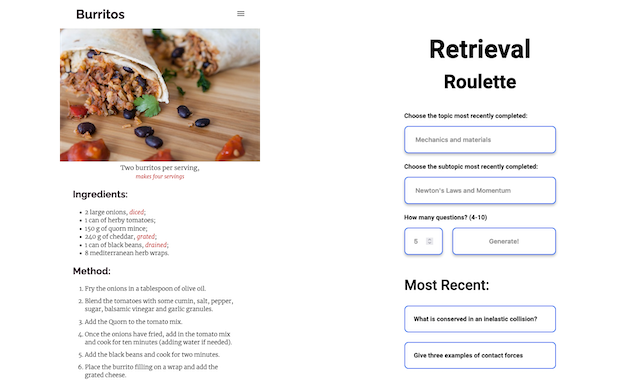 Burritos
Two burritos per serving,
makes four servings
Ingredients:
• 2 large onions, diced;
• 1 can of herby tomatoes;
• 150 g of quorn mince;
• 240 g of cheddar, grated;
• 1 can of black beans, drained;
• 8 mediterranean herb wraps.
Method:
1. Fry the onions in a tablespoon of olive oil.
2. Blend the tomatoes with some cumin, salt, pepper,
sugar, balsamic vinegar and garlic granules.
3. Add the Quorn to the tomato mix.
4. Once the onions have fried, add in the tomato mix
and cook for ten minutes (adding water if needed).
5. Add the black beans and cook for two minutes.
6. Place the burrito filling on a wrap and add the
grated cheese.
Retrieval
Roulette
Choose the topic most recently completed:
Mechanics and materials
Choose the subtopic most recently completed:
Newton's Laws and Momentum
How many questions? (4-10)
5
Generate!
Most Recent:
What is conserved in an inelastic collision?
Give three examples of contact forces